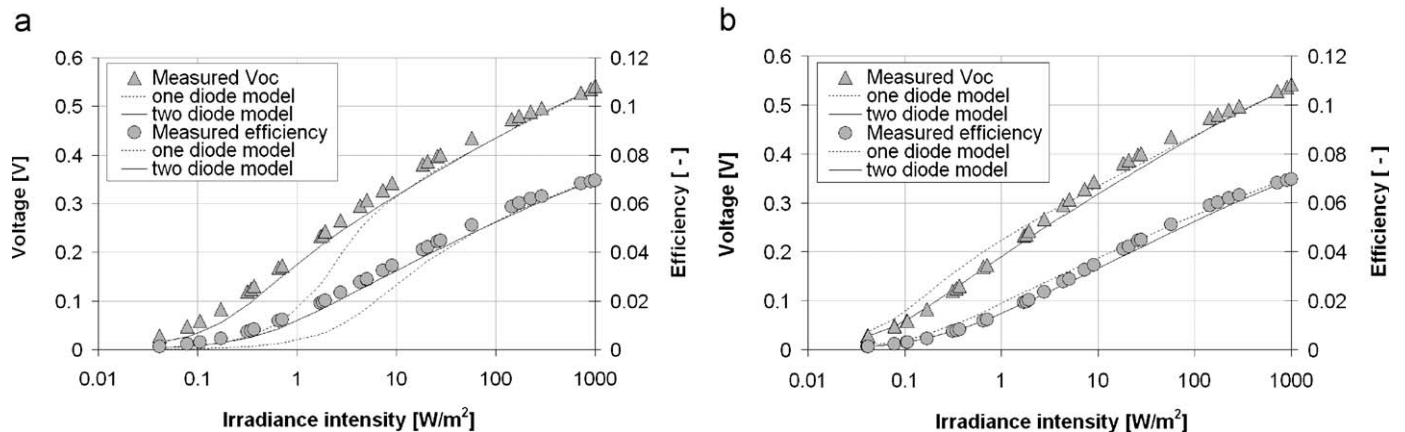 a
0.6
0.5
0.4
0.3
0.2
0.1
0
Voltage [V]
Measured Voc
one diode model
two diode model
Measured efficiency
one diode model
two diode model
0.12
0.1
0.08
0.06
0.04
0.02
0
Efficiency [ - ]
0.01 0.1 1 10 100 1000
Irradiance intensity [W/m²]
b
0.6
0.5
0.4
0.3
0.2
0.1
0
Voltage [V]
Measured Voc
one diode model
two diode model
Measured efficiency
one diode model
two diode model
0.12
0.1
0.08
0.06
0.04
0.02
0
Efficiency [ - ]
0.01 0.1 1 10 100 1000
Irradiance intensity [W/m²]